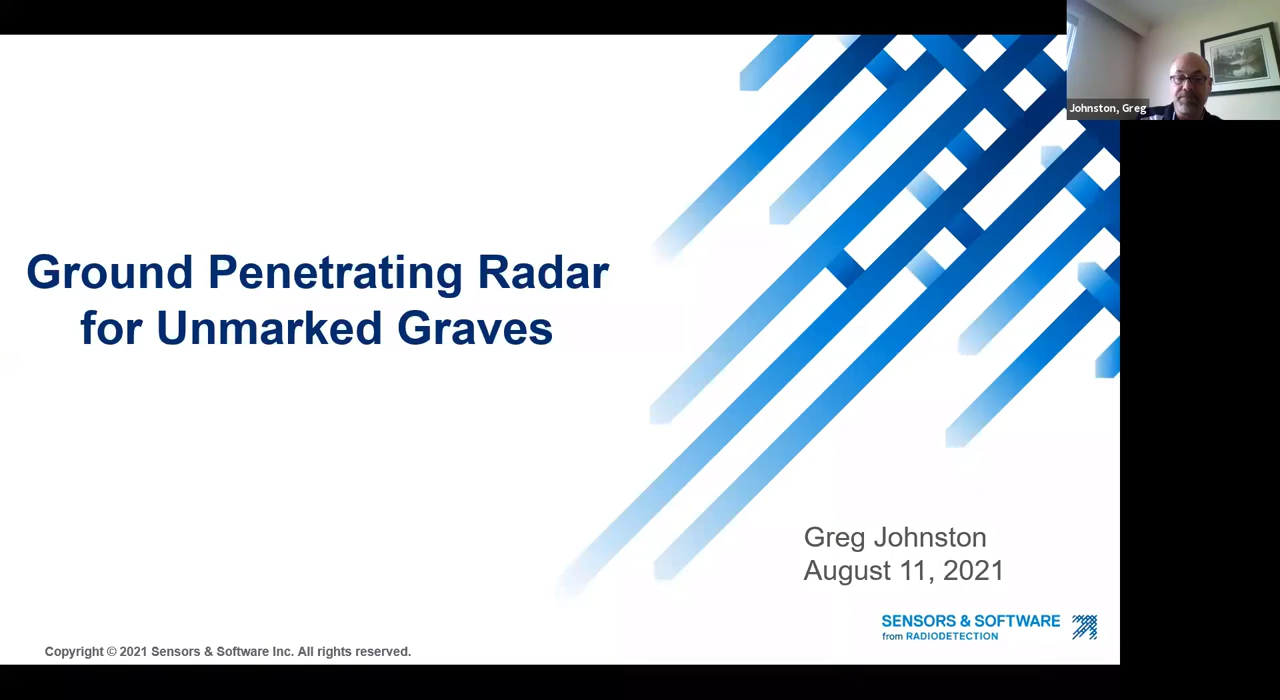 Johnston, Greg
Ground Penetrating Radar
for Unmarked Graves
Greg Johnston
August 11, 2021
SENSORS & SOFTWARE
from RADIODETECTION
Copyright © 2021 Sensors & Software Inc. All rights reserved.